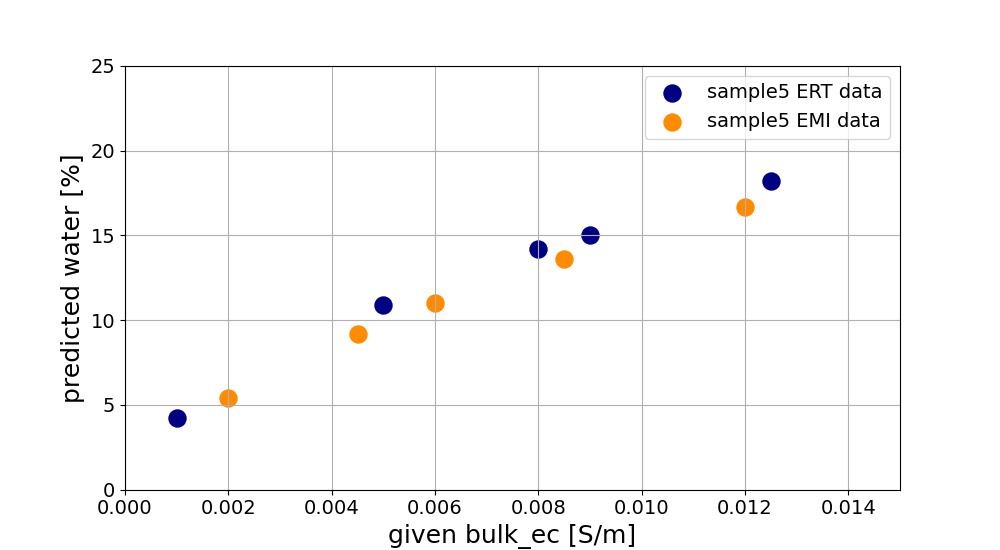 sample5 ERT data
sample5 EMI data
25
20
15
10
5
0
predicted water [%]
0.000 0.002 0.004 0.006 0.008 0.010 0.012 0.014
given bulk_ec [S/m]